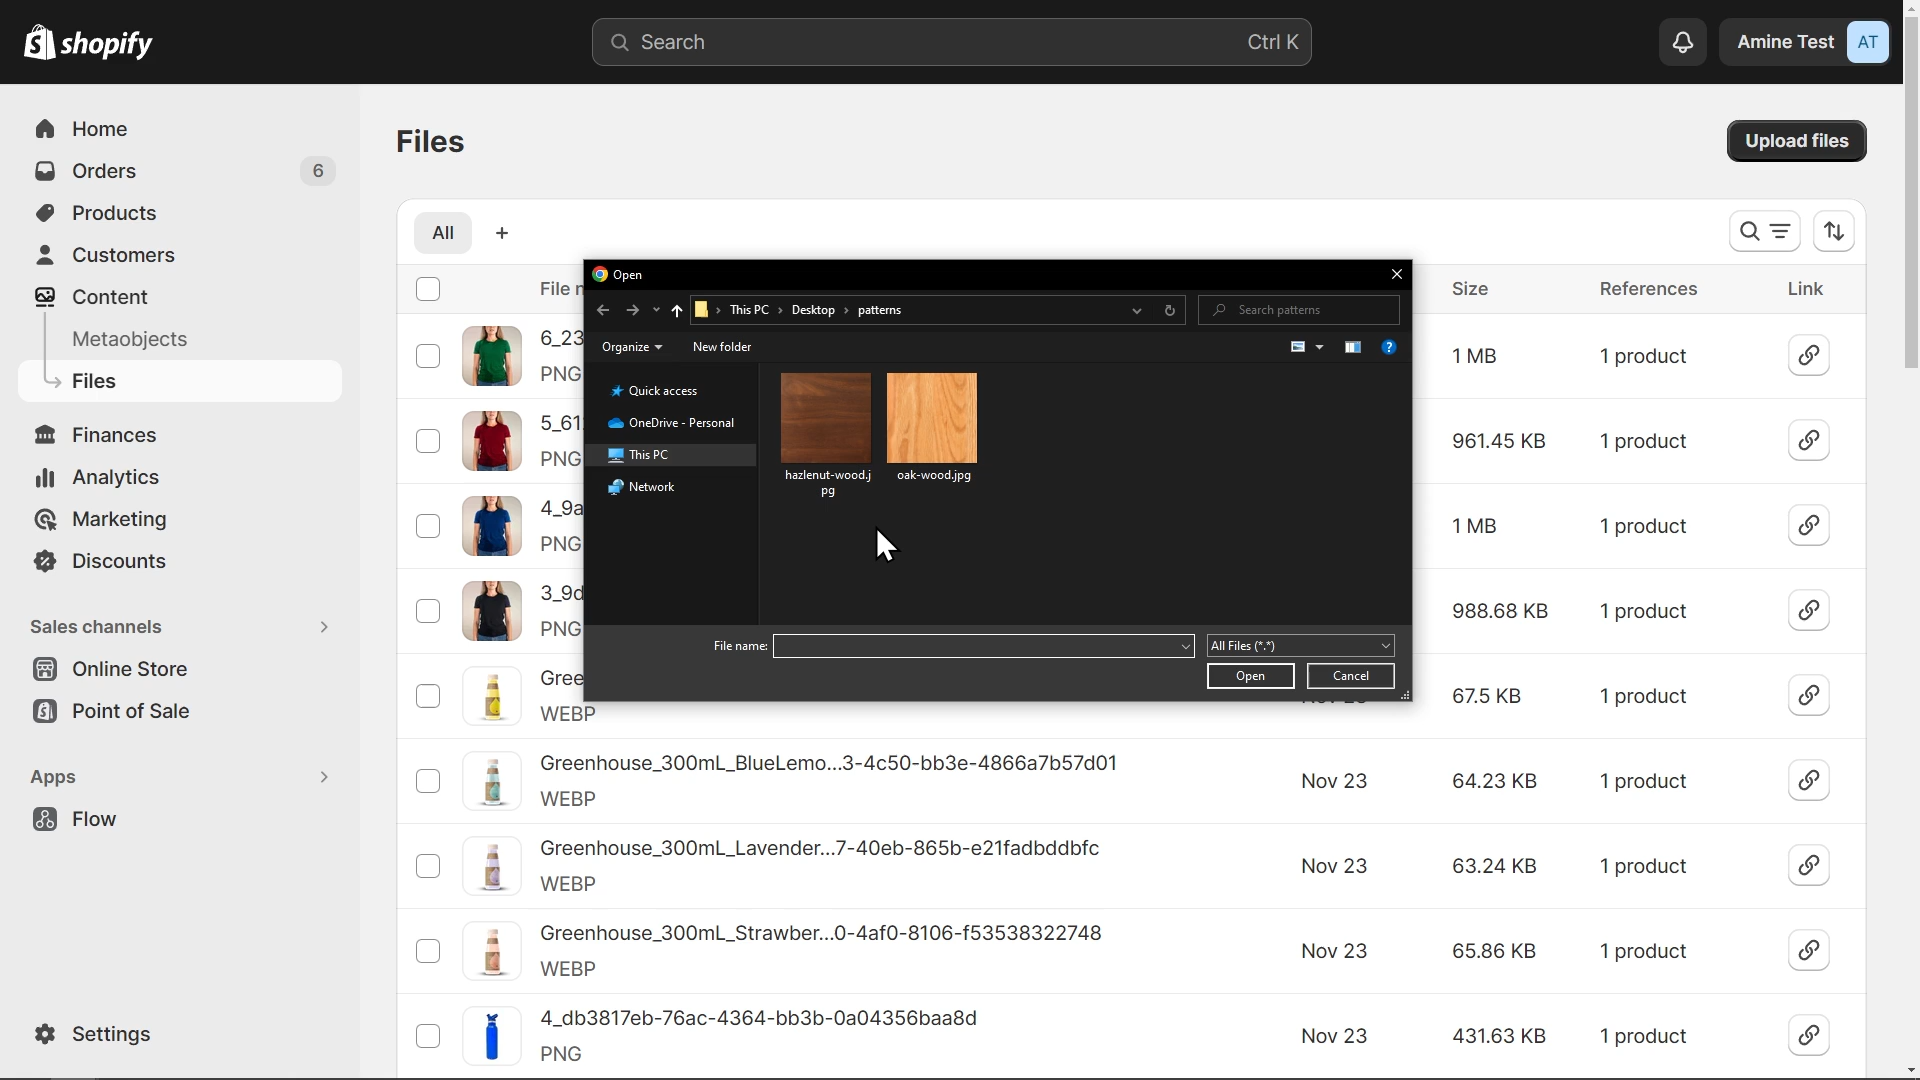 shopify
Search
Ctrl K
Amine Test
AT
Home
Orders
6
Products
Customers
Content
Metaobjects
Files
Finances
Analytics
Marketing
Discounts
Sales channels
Online Store
Point of Sale
Apps
Flow
Settings
Files
Upload files
All
+
File n
Size
References
Link
6_23
PNG
1 MB
1 product
5_61
PNG
961.45 KB
1 product
4_9a
PNG
1 MB
1 product
3_9d
PNG
988.68 KB
1 product
Gree
WEBP
67.5 KB
1 product
Greenhouse_300mL_BlueLemo...3-4c50-bb3e-4866a7b57d01
WEBP
Nov 23
64.23 KB
1 product
Greenhouse_300mL_Lavender...7-40eb-865b-e21fadbddbfc
WEBP
Nov 23
63.24 KB
1 product
Greenhouse_300mL_Strawber...0-4af0-8106-f53538322748
WEBP
Nov 23
65.86 KB
1 product
4_db3817eb-76ac-4364-bb3b-0a04356baa8d
PNG
Nov 23
431.63 KB
1 product
Open
This PC › Desktop › patterns
Search patterns
Organize
New folder
Quick access
OneDrive - Personal
This PC
Network
hazlenut-wood.j
pg
oak-wood.jpg
File name:
All Files (*.*)
Open
Cancel